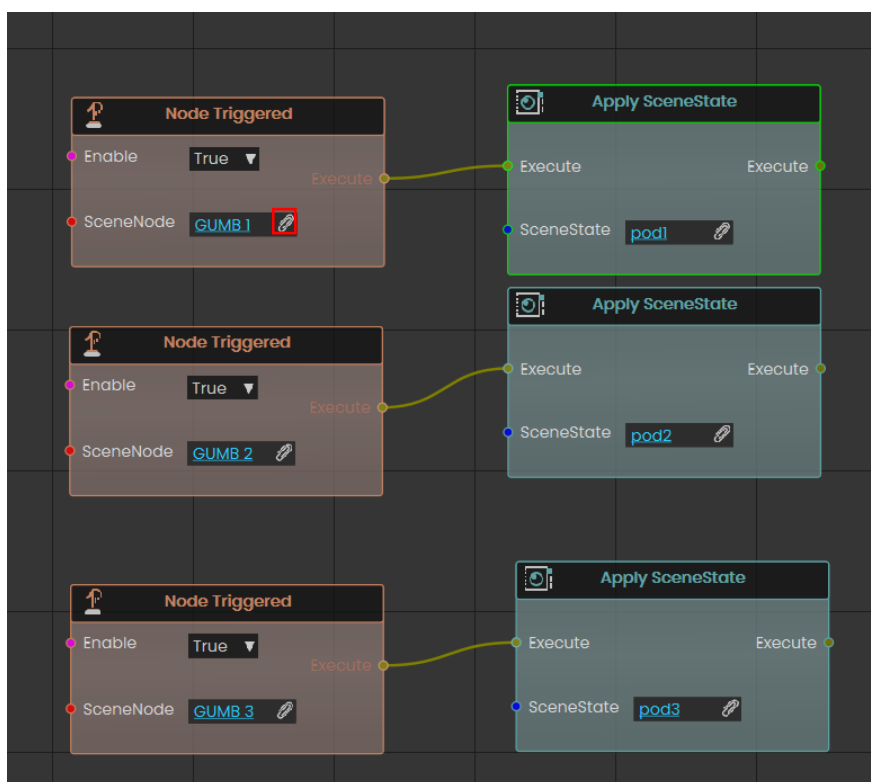 Node Triggered
Enable
True
Execute
SceneNode
GUMB 1
Apply SceneState
Execute
Execute
SceneState
pod1
Node Triggered
Enable
True
Execute
SceneNode
GUMB 2
Apply SceneState
Execute
Execute
SceneState
pod2
Node Triggered
Enable
True
Execute
SceneNode
GUMB 3
Apply SceneState
Execute
Execute
SceneState
pod3